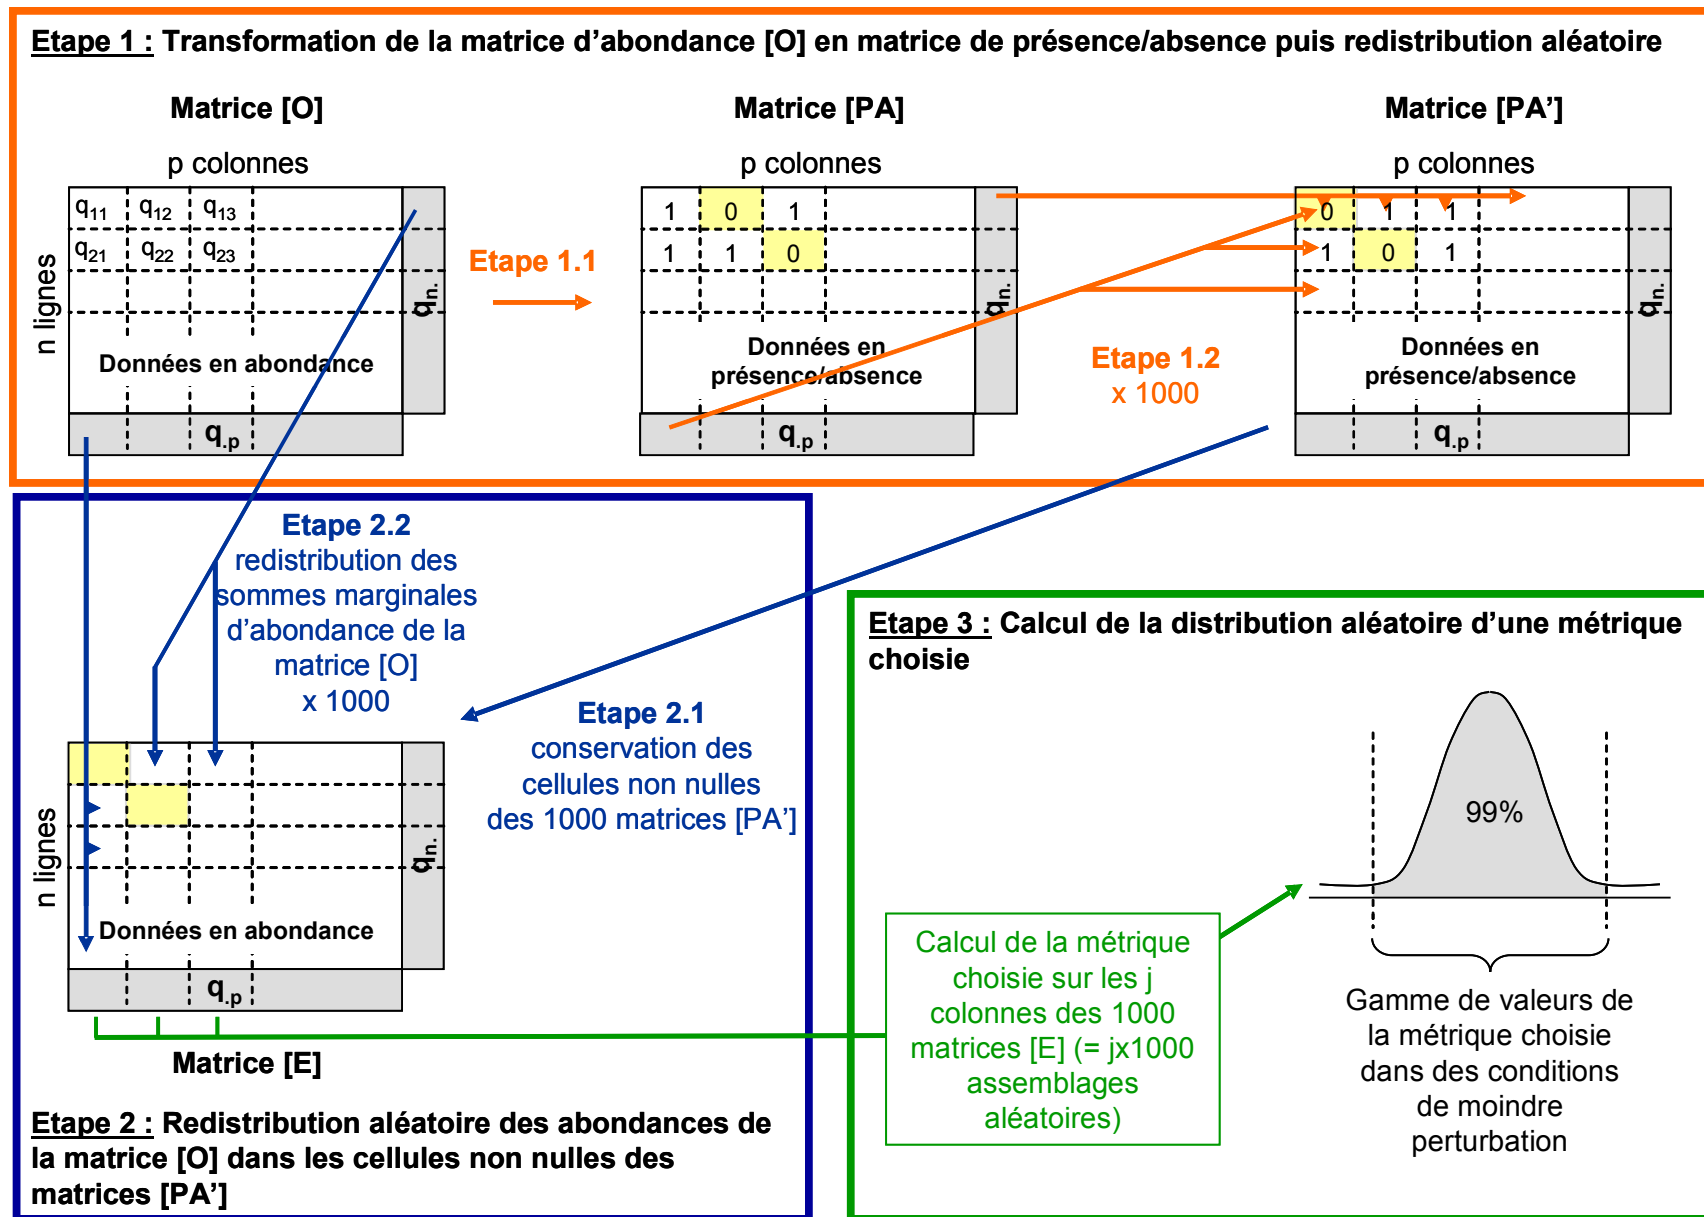 Etape 1 : Transformation de la matrice d’abondance [O] en matrice de présence/absence puis redistribution aléatoire
Matrice [O]
p colonnes
n lignes
q11 q12 q13
q21 q22 q23
qn.
Données en abondance
q.p
Etape 1.1
Matrice [PA]
p colonnes
1 0 1
1 1 0
qn.
Données en
présence/absence
q.p
Etape 1.2
x 1000
Matrice [PA’]
p colonnes
0 1 1
1 0 1
qn.
Données en
présence/absence
q.p
Etape 2.2
redistribution des
sommes marginales
d’abondance de la
matrice [O]
x 1000
Etape 2.1
conservation des
cellules non nulles
des 1000 matrices [PA’]
n lignes
qn.
Données en abondance
q.p
Matrice [E]
Etape 2 : Redistribution aléatoire des abondances de
la matrice [O] dans les cellules non nulles des
matrices [PA’]
Etape 3 : Calcul de la distribution aléatoire d’une métrique
choisie
Calcul de la métrique
choisie sur les j
colonnes des 1000
matrices [E] (= jx1000
assemblages
aléatoires)
99%
Gamme de valeurs de
la métrique choisie
dans des conditions
de moindre
perturbation